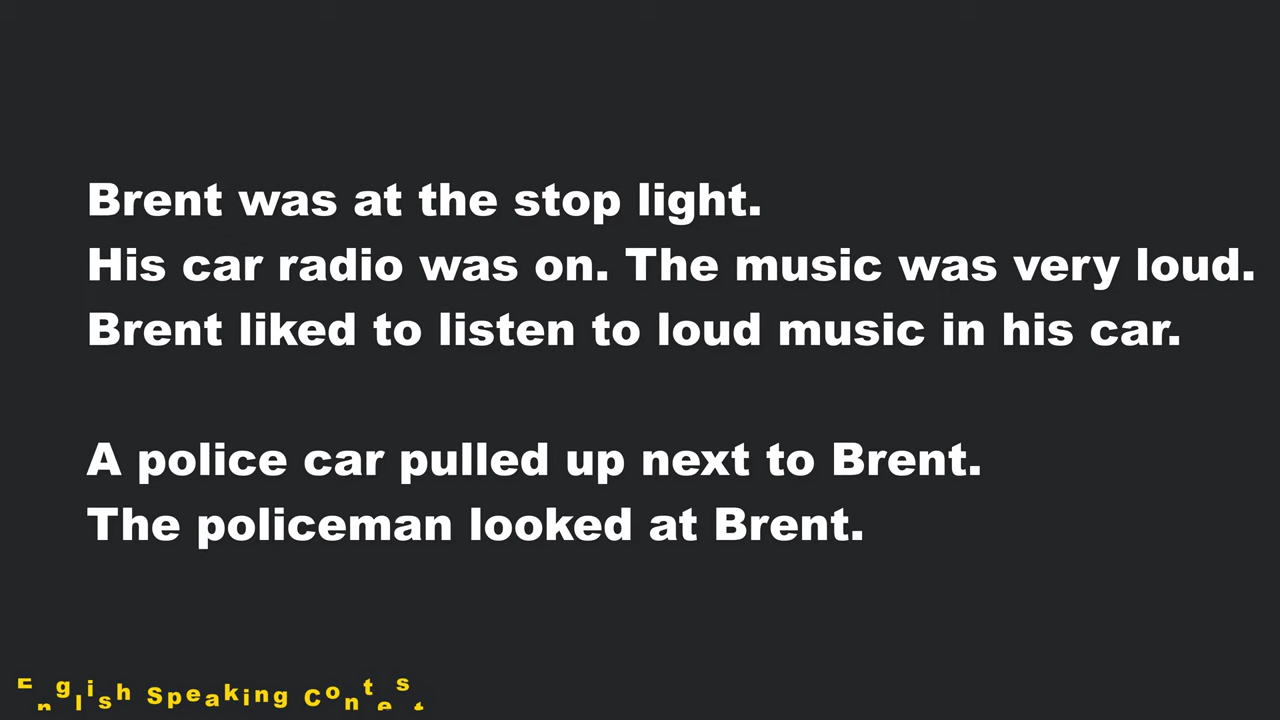 Brent was at the stop light.
His car radio was on. The music was very loud.
Brent liked to listen to loud music in his car.
A police car pulled up next to Brent.
The policeman looked at Brent.
English Speaking Contest